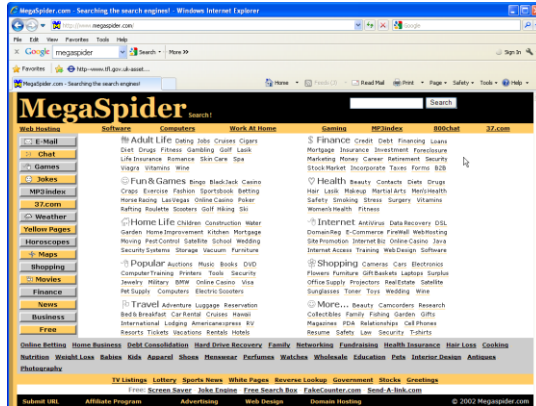 MegaSpider.com - Searching the search engines! - Windows Internet Explorer
http://www.megaspider.com/
Google
File Edit View Favorites Tools Help
x Google megaspider Search More >> Sign In
Favorites http--www.tfl.gov.uk-asset...
MegaSpider.com - Searching the search engines! Home Feeds (J) Read Mail Print Page Safety Tools Help
MegaSpider Search! Search
Web Hosting Software Computers Work At Home Gaming MP3index 800chat 37.com
E-Mail
Chat
Games
Jokes
MP3index
37.com
Weather
Yellow Pages
Horoscopes
Maps
Shopping
Movies
Finance
News
Business
Free
Adult Life Dating Jobs Cruses Cigars
Diet Drugs Fitness Gambling Golf Lasik
Life Insurance Romance Skin Care Spa
Viagra Vitamins Wine
Fun & Games Bingo BlackJack Casino
Craps Exercise Fashion Sportsbook Betting
Horse Racing LasVegas Online Casino Poker
Rafting Roulette Scooters Golf Hiking Ski
Home Life Children Construction Water
Garden Home Improvement Kitchen Mortgage
Moving Pest Control Satellite School Wedding
Security Systems Storage Vacuum Furniture
Popular Auctions Music Books DVD
Computer Training Printers Tools Security
Jewelry Military BMW Online Casino Visa
Pet Supply Computers Electric Scooters
Travel Adventure Luggage Reservation
Bed & Breakfast Car Rental Cruises Hawaii
International Lodging Americanexpress RV
Resorts Tickets Vacations Rentals Hotels
$ Finance Credit Debt Financing Loans
Mortgage Insurance Investment Foreclosure
Marketing Money Career Retirement Security
Stock Market Incorporate Taxes Forms B2B
Health Beauty Contacts Diets Drugs
Hair Lasik Makeup Martial Arts Men'sHealth
Safety Smoking Stress Surgery Vitamins
Women'sHealth Fitness
Internet AntiVirus Data Recovery DSL
Domain Reg E-Commerce FireWall WebHosting
Site Promotion Internet Biz Online Casino Java
Internet Access Training Web Design Software
Shopping Cameras Cars Electronics
Flowers Furniture Gift Baskets Laptops Surplus
Office Supply Projectors RealEstate Satellite
Sunglasses Toner Toys Wedding Wine
More... Beauty Camcorders Research
Collectibles Family Fishing Garden Gifts
Magazines PDA Relationships Cell Phones
Resume Safety Law Security T-shirts
Online Betting Home Business Debt Consolidation Hard Drive Recovery Family Networking Fundraising Health Insurance Hair Loss Cooking
Nutrition Weight Loss Babies Kids Apparel Shoes Menswear Perfumes Watches Wholesale Education Pets Interior Design Antiques
Photography
TV Listings Lottery Sports News White Pages Reverse Lookup Government Stocks Greetings
Free: Screen Saver Joke Engine Free Search Box FakeCounter.com Send-A-link.com
Submit URL Affiliate Program Advertising Web Design Domain Hosting © 2002 Megaspider.com